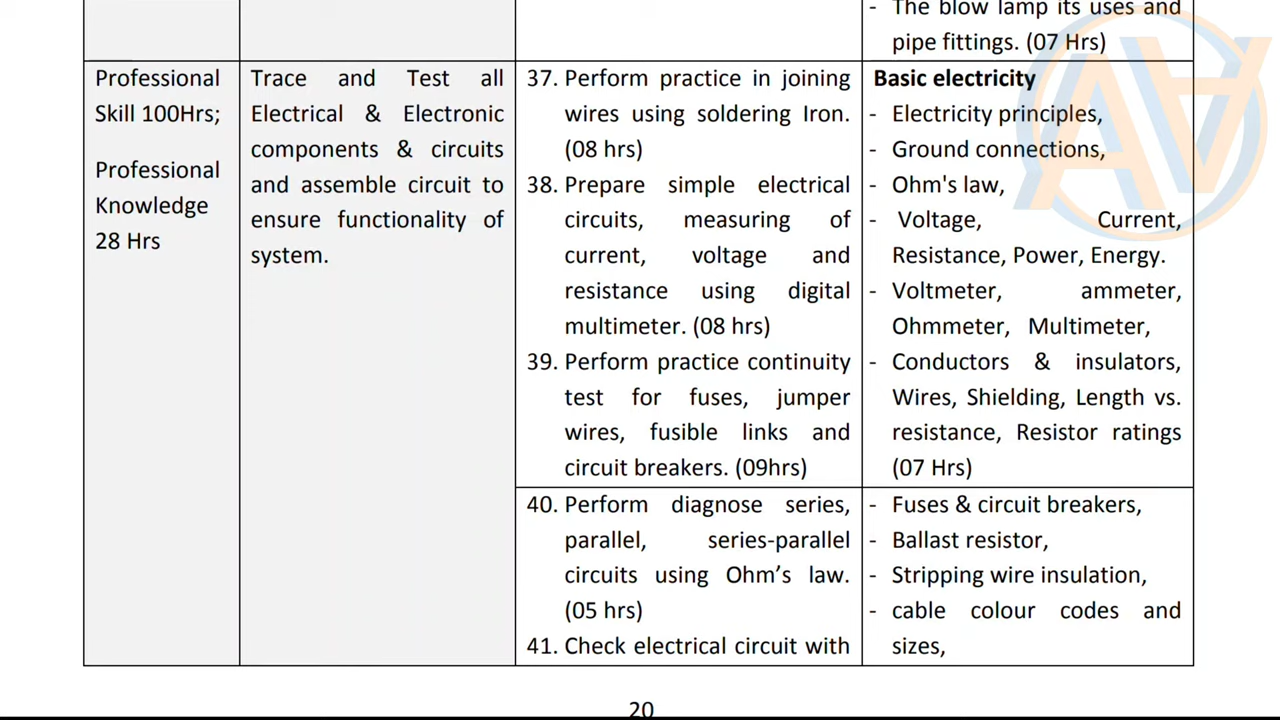 - The blow lamp its uses and
pipe fittings. (07 Hrs)
Professional
Skill 100Hrs;
Professional
Knowledge
28 Hrs
Trace and Test all
Electrical & Electronic
components & circuits
and assemble circuit to
ensure functionality of
system.
37. Perform practice in joining
wires using soldering Iron.
(08 hrs)
38. Prepare simple electrical
circuits, measuring of
current, voltage and
resistance using digital
multimeter. (08 hrs)
39. Perform practice continuity
test for fuses, jumper
wires, fusible links and
circuit breakers. (09hrs)
Basic electricity
- Electricity principles,
- Ground connections,
- Ohm's law,
- Voltage, Current,
Resistance, Power, Energy.
- Voltmeter, ammeter,
Ohmmeter, Multimeter,
- Conductors & insulators,
Wires, Shielding, Length vs.
resistance, Resistor ratings
(07 Hrs)
40. Perform diagnose series,
parallel, series-parallel
circuits using Ohm’s law.
(05 hrs)
41. Check electrical circuit with
- Fuses & circuit breakers,
- Ballast resistor,
- Stripping wire insulation,
- cable colour codes and
sizes,
20